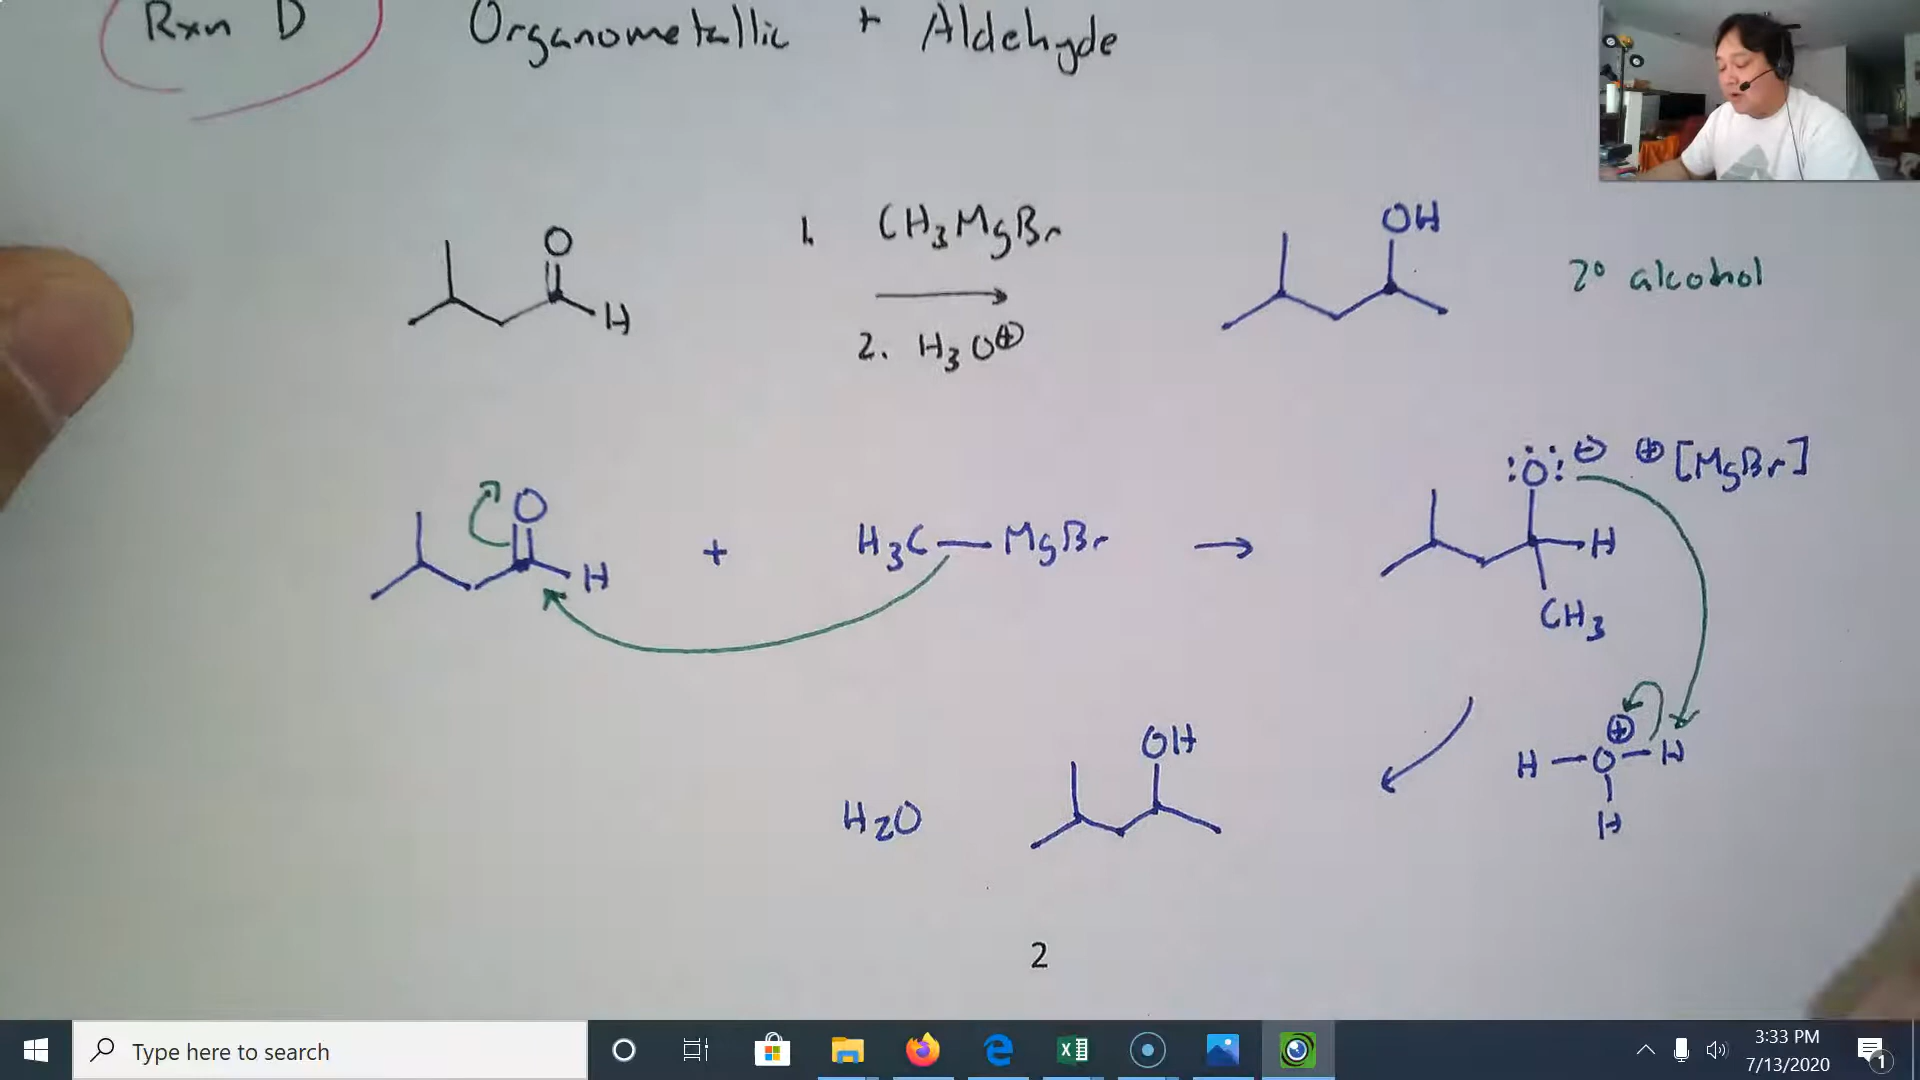 Rxn D Organometallic + Aldehyde
1. CH3MgBr
O OH
H 2° alcohol
2. H3O⊕
:Ö:⊖ ⊕[MgBr]
O
H + H3C—MgBr → H
CH3
OH ⊕
H—O—H
H2O H
2
Type here to search
3:33 PM
7/13/2020
1